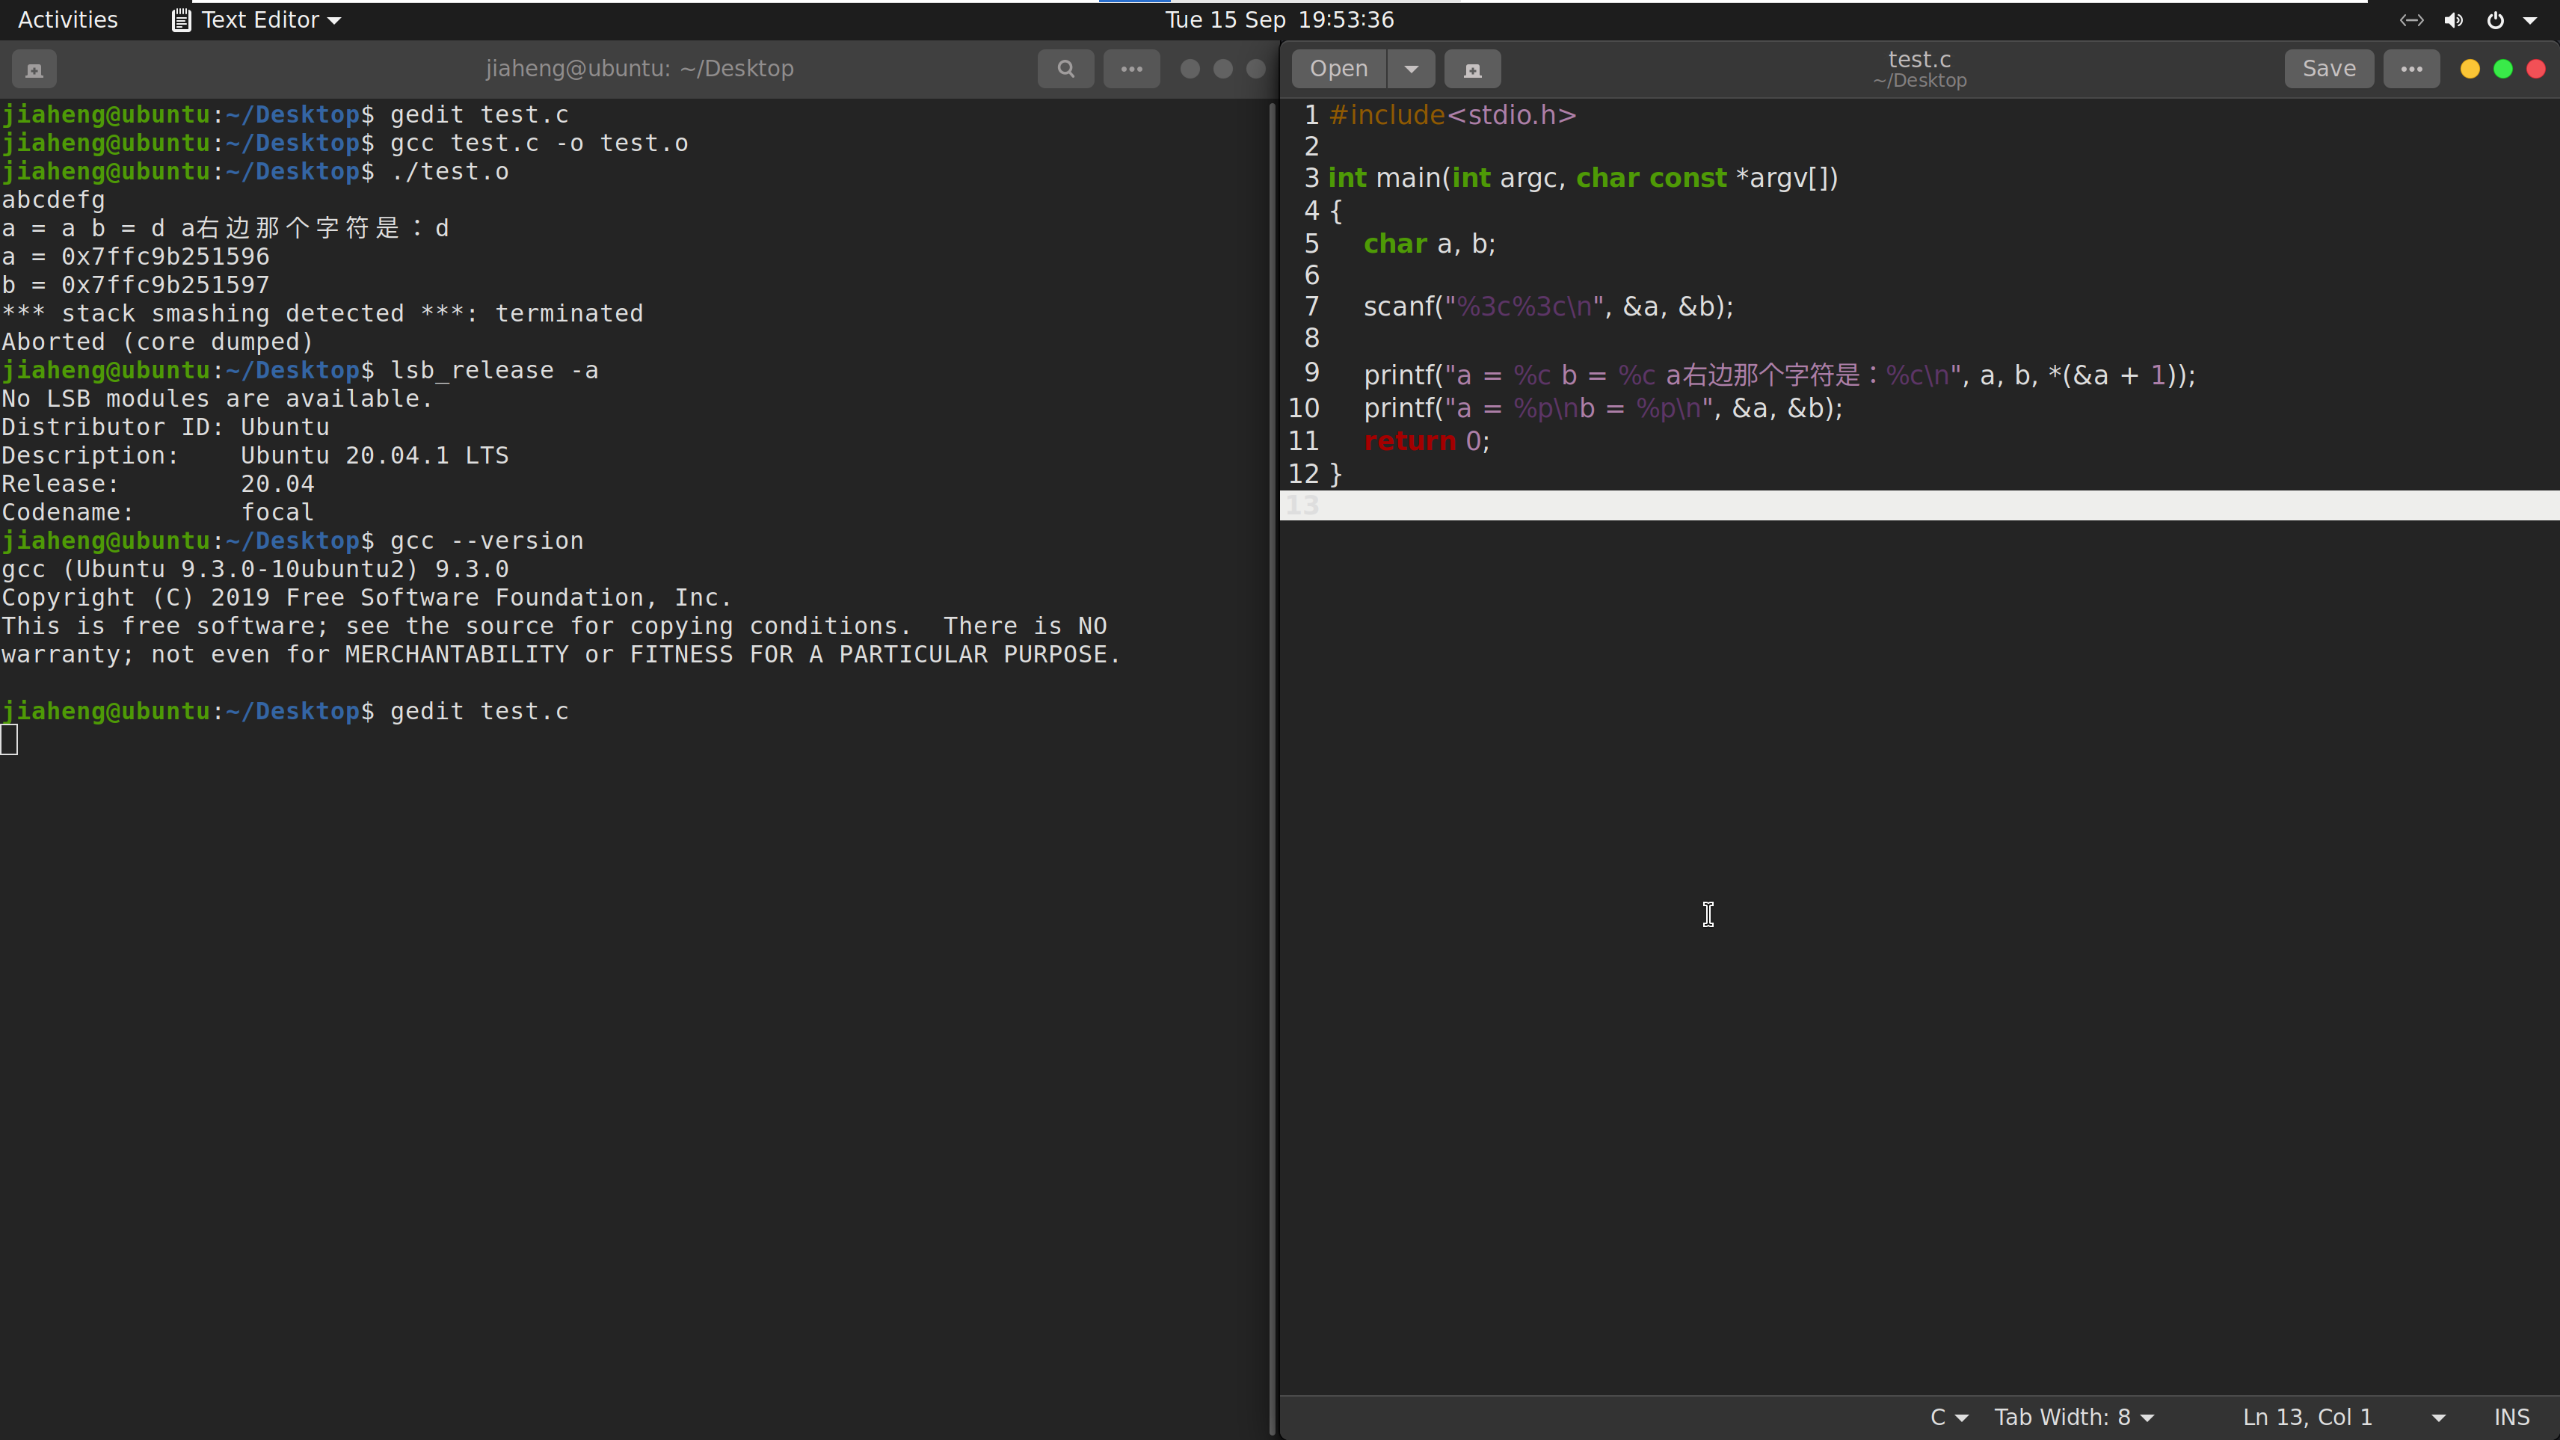 Activities Text Editor Tue 15 Sep 19:53:36
jiaheng@ubuntu: ~/Desktop
jiaheng@ubuntu:~/Desktop$ gedit test.c
jiaheng@ubuntu:~/Desktop$ gcc test.c -o test.o
jiaheng@ubuntu:~/Desktop$ ./test.o
abcdefg
a = a b = d a右边那个字符是：d
a = 0x7ffc9b251596
b = 0x7ffc9b251597
*** stack smashing detected ***: terminated
Aborted (core dumped)
jiaheng@ubuntu:~/Desktop$ lsb_release -a
No LSB modules are available.
Distributor ID: Ubuntu
Description:    Ubuntu 20.04.1 LTS
Release:        20.04
Codename:       focal
jiaheng@ubuntu:~/Desktop$ gcc --version
gcc (Ubuntu 9.3.0-10ubuntu2) 9.3.0
Copyright (C) 2019 Free Software Foundation, Inc.
This is free software; see the source for copying conditions.  There is NO
warranty; not even for MERCHANTABILITY or FITNESS FOR A PARTICULAR PURPOSE.
jiaheng@ubuntu:~/Desktop$ gedit test.c
Open test.c Save
~/Desktop
1 #include<stdio.h>
2
3 int main(int argc, char const *argv[])
4 {
5     char a, b;
6
7     scanf("%3c%3c\n", &a, &b);
8
9     printf("a = %c b = %c a右边那个字符是：%c\n", a, b, *(&a + 1));
10     printf("a = %p\nb = %p\n", &a, &b);
11     return 0;
12 }
13
C Tab Width: 8 Ln 13, Col 1 INS